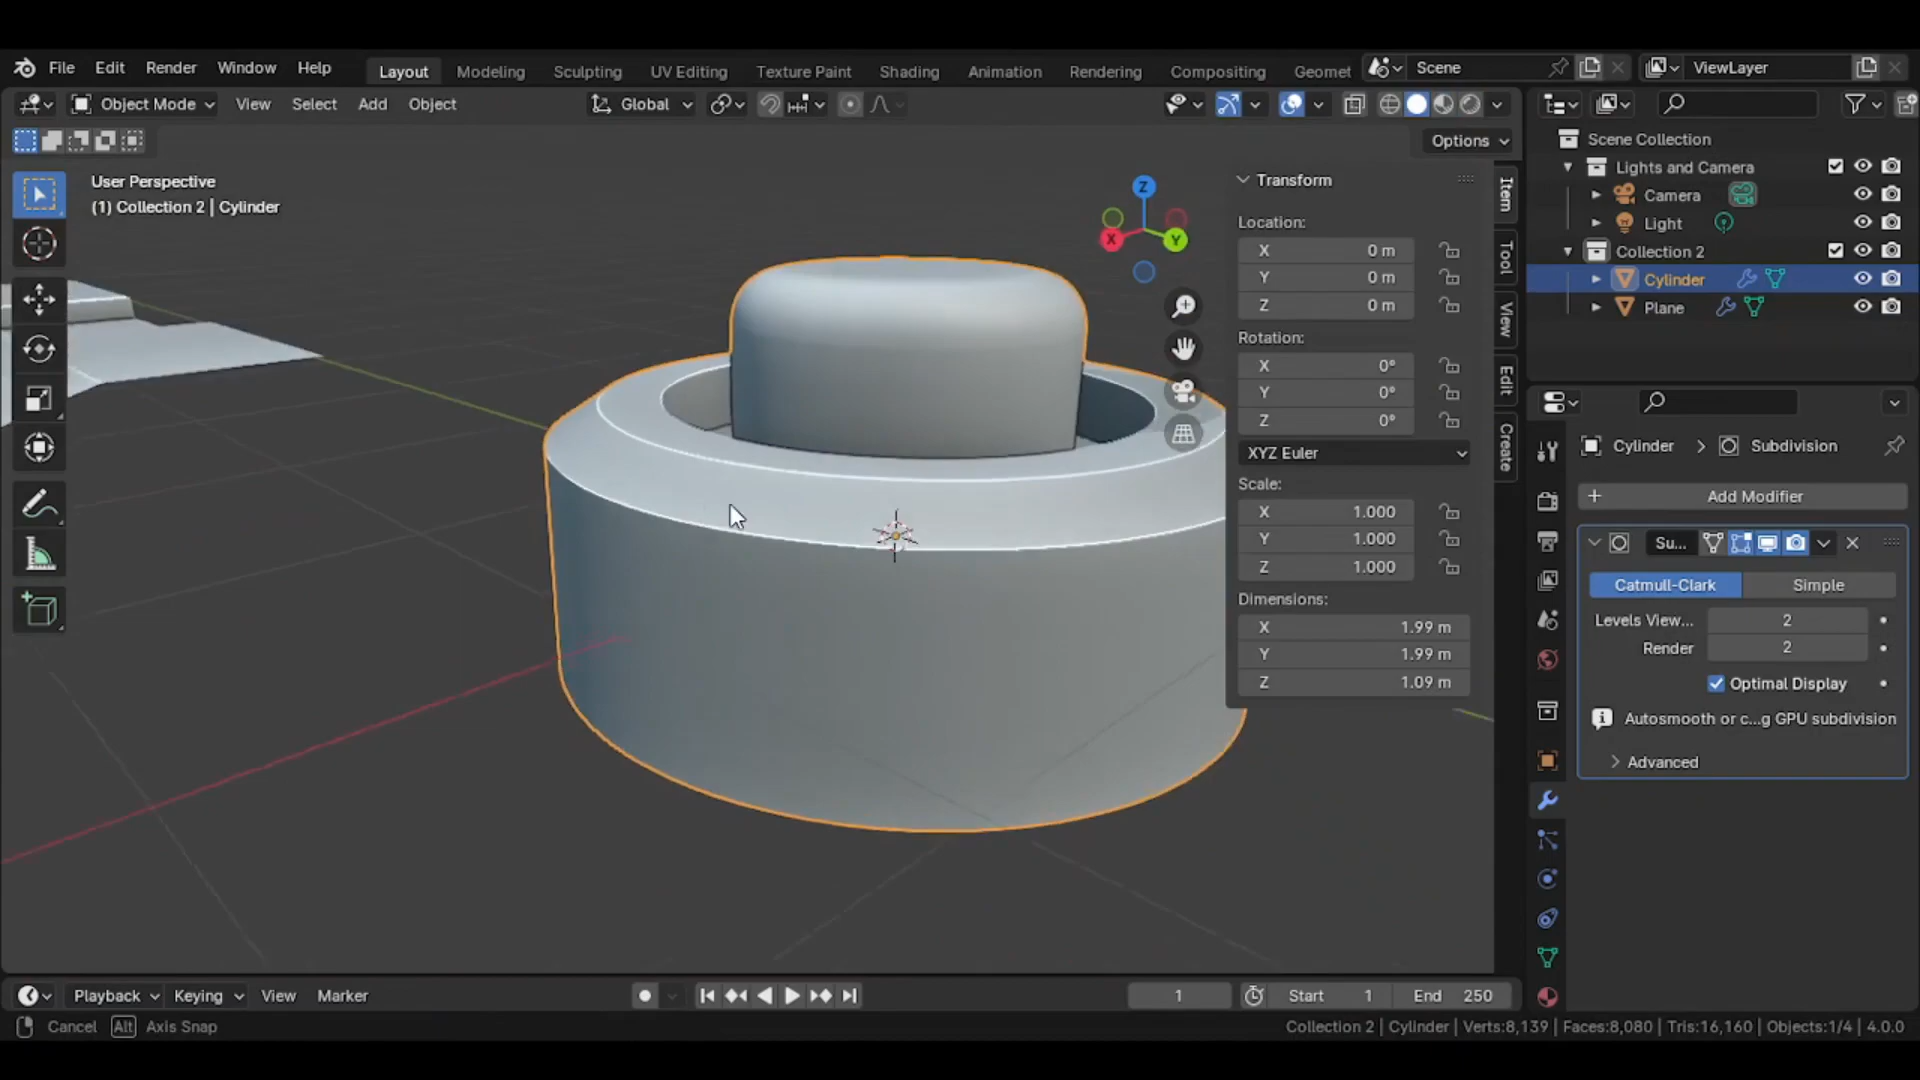 File Edit Render Window Help Layout Modeling Sculpting UV Editing Texture Paint Shading Animation Rendering Compositing Geomet Scene ViewLayer
Object Mode View Select Add Object Global
Options
User Perspective
(1) Collection 2 | Cylinder
Z
X
Y
Transform
Location:
X 0 m
Y 0 m
Z 0 m
Rotation:
X 0°
Y 0°
Z 0°
XYZ Euler
Scale:
X 1.000
Y 1.000
Z 1.000
Dimensions:
X 1.99 m
Y 1.99 m
Z 1.09 m
Item
Tool
View
Edit
Create
Scene Collection
Lights and Camera
Camera
Light
Collection 2
Cylinder
Plane
Cylinder > Subdivision
+ Add Modifier
Su...
Catmull-Clark Simple
Levels View... 2
Render 2
Optimal Display
Autosmooth or c...g GPU subdivision
Advanced
Playback Keying View Marker 1 Start 1 End 250
Cancel Alt Axis Snap Collection 2 | Cylinder | Verts:8,139 | Faces:8,080 | Tris:16,160 | Objects:1/4 | 4.0.0